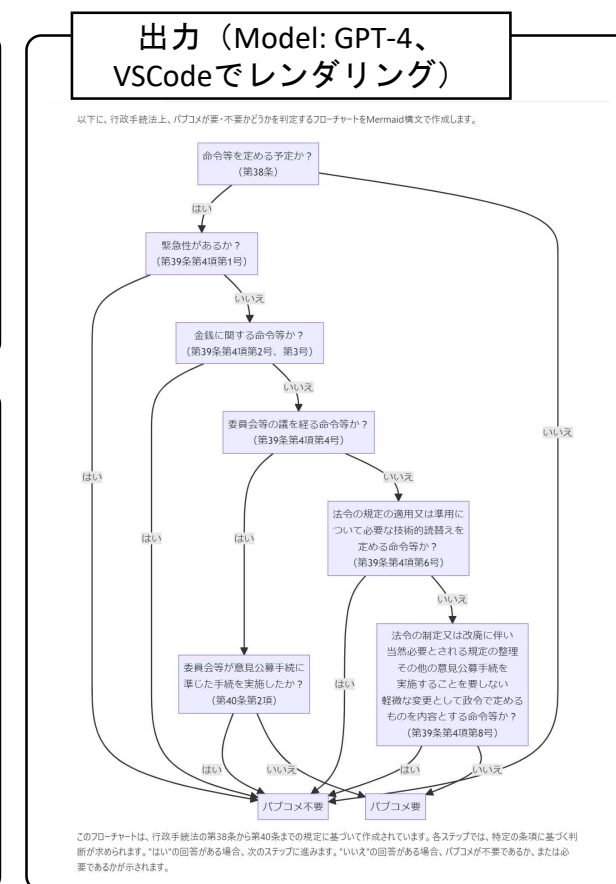 出力（Model: GPT-4、
VSCodeでレンダリング）
以下に、行政手続法上、パブコメが要・不要かどうかを判定するフローチャートをMermaid構文で作成します。
命令等を定める予定か？
（第38条）
はい
緊急性があるか？
（第39条第4項第1号）
いいえ
金銭に関する命令等か？
（第39条第4項第2号、第3号）
いいえ
委員会等の議を経る命令等か？
（第39条第4項第4号）
いいえ
いいえ
はい
法令の規定の適用又は準用に
ついて必要な技術的読替えを
定める命令等か？
（第39条第4項第6号）
はい
はい
いいえ
法令の制定又は改廃に伴い
当然必要とされる規定の整理
その他の意見公募手続を
実施することを要しない
軽微な変更として政令で定める
ものを内容とする命令等か？
（第39条第4項第8号）
委員会等が意見公募手続に
準じた手続を実施したか？
（第40条第2項）
はい
はい
いいえ
はい
いいえ
パブコメ不要
パブコメ要
このフローチャートは、行政手続法の第38条から第40条までの規定に基づいて作成されています。各ステップでは、特定の条項に基づく判
断が求められます。"はい"の回答がある場合、次のステップに進みます。"いいえ"の回答がある場合、パブコメが不要であるか、または必
要であるかが示されます。